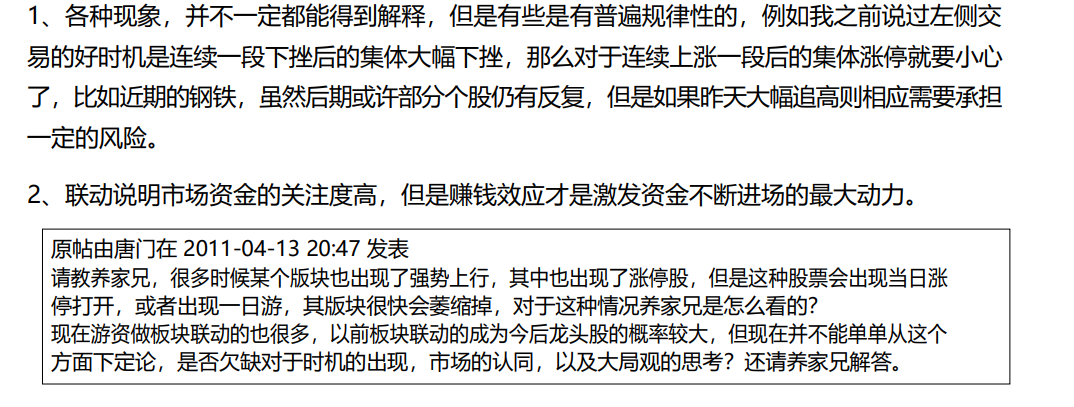 1、各种现象，并不一定都能得到解释，但是有些是有普遍规律性的，例如我之前说过左侧交
易的好时机是连续一段下挫后的集体大幅下挫，那么对于连续上涨一段后的集体涨停就要小心
了，比如近期的钢铁，虽然后期或许部分个股仍有反复，但是如果昨天大幅追高则相应需要承担
一定的风险。
2、联动说明市场资金的关注度高，但是赚钱效应才是激发资金不断进场的最大动力。
原帖由唐门在 2011-04-13 20:47 发表
请教养家兄，很多时候某个版块也出现了强势上行，其中也出现了涨停股，但是这种股票会出现当日涨
停打开，或者出现一日游，其版块很快会萎缩掉，对于这种情况养家兄是怎么看的？
现在游资做板块联动的也很多，以前板块联动的成为今后龙头股的概率较大，但现在并不能单单从这个
方面下定论，是否欠缺对于时机的出现，市场的认同，以及大局观的思考？还请养家兄解答。